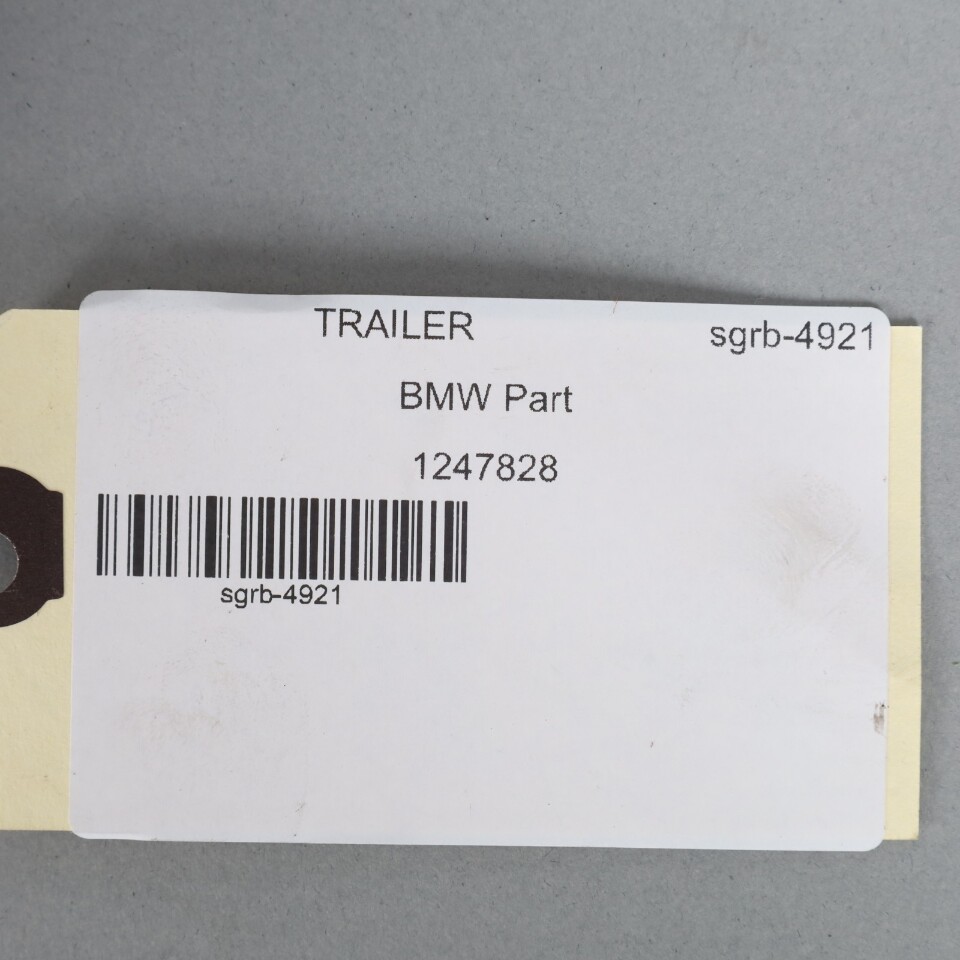 TRAILER sgrb-4921
BMW Part
1247828
sgrb-4921